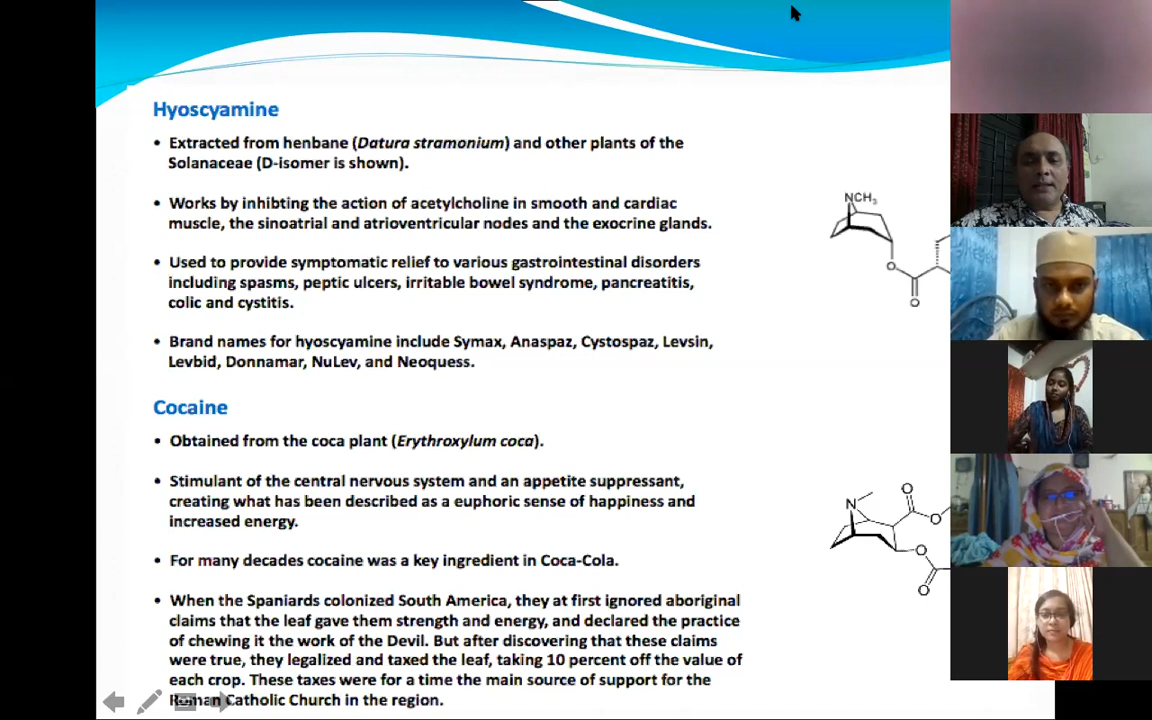 Hyoscyamine
• Extracted from henbane (Datura stramonium) and other plants of the
Solanaceae (D-isomer is shown).
• Works by inhibting the action of acetylcholine in smooth and cardiac
muscle, the sinoatrial and atrioventricular nodes and the exocrine glands.
• Used to provide symptomatic relief to various gastrointestinal disorders
including spasms, peptic ulcers, irritable bowel syndrome, pancreatitis,
colic and cystitis.
• Brand names for hyoscyamine include Symax, Anaspaz, Cystospaz, Levsin,
Levbid, Donnamar, NuLev, and Neoquess.
NCH3
O
O
Cocaine
• Obtained from the coca plant (Erythroxylum coca).
• Stimulant of the central nervous system and an appetite suppressant,
creating what has been described as a euphoric sense of happiness and
increased energy.
• For many decades cocaine was a key ingredient in Coca-Cola.
• When the Spaniards colonized South America, they at first ignored aboriginal
claims that the leaf gave them strength and energy, and declared the practice
of chewing it the work of the Devil. But after discovering that these claims
were true, they legalized and taxed the leaf, taking 10 percent off the value of
each crop. These taxes were for a time the main source of support for the
Roman Catholic Church in the region.
N
O
O
O
O